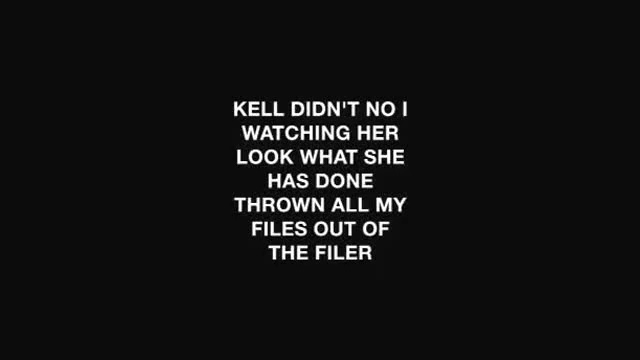 KELL DIDN'T NO I
WATCHING HER
LOOK WHAT SHE
HAS DONE
THROWN ALL MY
FILES OUT OF
THE FILER